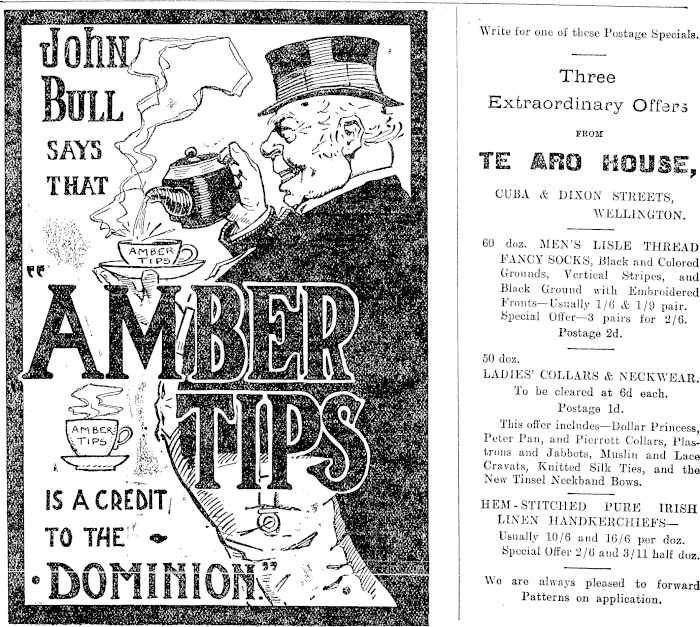 John
BULL
SAYS
THAT
AMBER
TIPS
"AMBER
TIPS
AMBER
TIPS
IS A CREDIT
TO THE
DOMINION."
Write for one of these Postage Specials.
Three
Extraordinary Offers
FROM
TE ARO HOUSE,
CUBA & DIXON STREETS,
WELLINGTON.
60 doz. MEN'S LISLE THREAD
FANCY SOCKS, Black and Colored
Grounds, Vertical Stripes, and
Black Ground with Embroidered
Fronts—Usually 1/6 & 1/9 pair.
Special Offer—3 pairs for 2/6.
Postage 2d.
50 doz.
LADIES' COLLARS & NECKWEAR.
To be cleared at 6d each.
Postage 1d.
This offer includes—Dollar Princess,
Peter Pan, and Pierrott Collars, Plas-
trons and Jabbots, Muslin and Lace
Cravats, Knitted Silk Ties, and the
New Tinsel Neckband Bows.
HEM-STITCHED PURE IRISH
LINEN HANDKERCHIEFS—
Usually 10/6 and 16/6 per doz.
Special Offer 2/6 and 3/11 half doz.
We are always pleased to forward
Patterns on application.